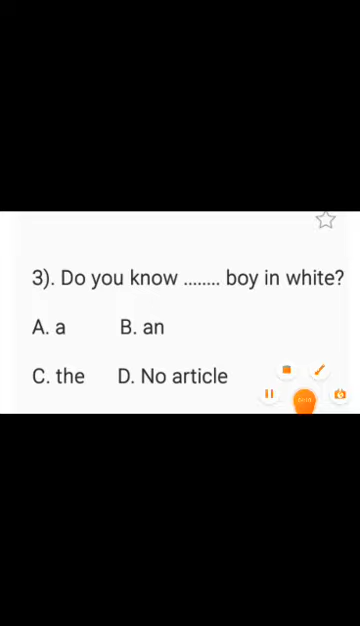 3). Do you know ........ boy in white?
A. a B. an
C. the D. No article